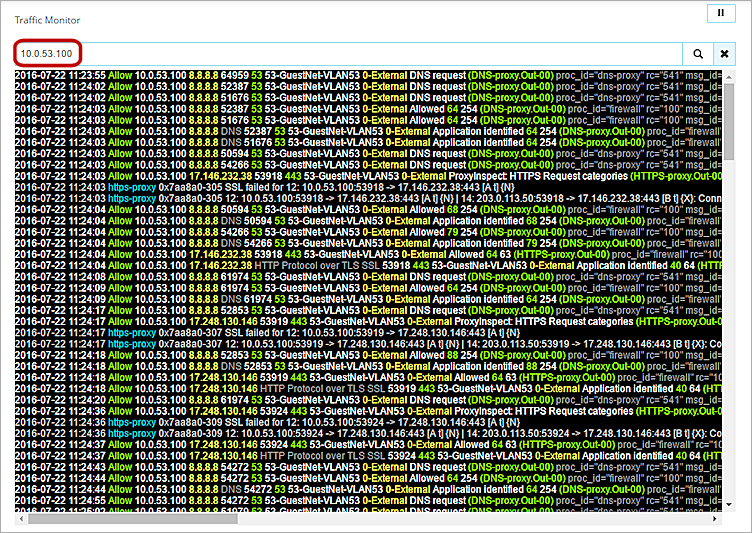 Traffic Monitor
10.0.53.100
2016-07-22 11:23:55 Allow 10.0.53.100 8.8.8.8 64959 53 53-GuestNet-VLAN53 0-External DNS request (DNS-proxy.Out-00) proc_id="dns-proxy" rc="541" msg_id=
2016-07-22 11:24:02 Allow 10.0.53.100 8.8.8.8 52387 53 53-GuestNet-VLAN53 0-External DNS request (DNS-proxy.Out-00) proc_id="dns-proxy" rc="541" msg_id=
2016-07-22 11:24:02 Allow 10.0.53.100 8.8.8.8 51676 53 53-GuestNet-VLAN53 0-External DNS request (DNS-proxy.Out-00) proc_id="dns-proxy" rc="541" msg_id=
2016-07-22 11:24:03 Allow 10.0.53.100 8.8.8.8 52387 53 53-GuestNet-VLAN53 0-External Allowed 64 254 (DNS-proxy.Out-00) proc_id="firewall" rc="100" msg_id=
2016-07-22 11:24:03 Allow 10.0.53.100 8.8.8.8 51676 53 53-GuestNet-VLAN53 0-External Allowed 64 254 (DNS-proxy.Out-00) proc_id="firewall" rc="100" msg_id=
2016-07-22 11:24:03 Allow 10.0.53.100 8.8.8.8 DNS 52387 53 53-GuestNet-VLAN53 0-External Application identified 64 254 (DNS-proxy.Out-00) proc_id="firewall"
2016-07-22 11:24:03 Allow 10.0.53.100 8.8.8.8 DNS 51676 53 53-GuestNet-VLAN53 0-External Application identified 64 254 (DNS-proxy.Out-00) proc_id="firewall"
2016-07-22 11:24:03 Allow 10.0.53.100 8.8.8.8 50594 53 53-GuestNet-VLAN53 0-External DNS request (DNS-proxy.Out-00) proc_id="dns-proxy" rc="541" msg_id=
2016-07-22 11:24:03 Allow 10.0.53.100 8.8.8.8 54266 53 53-GuestNet-VLAN53 0-External DNS request (DNS-proxy.Out-00) proc_id="dns-proxy" rc="541" msg_id=
2016-07-22 11:24:03 Allow 10.0.53.100 17.146.232.38 53918 443 53-GuestNet-VLAN53 0-External ProxyInspect: HTTPS Request categories (HTTPS-proxy.Out-
2016-07-22 11:24:03 https-proxy 0x7aa8a0-305 SSL failed for 12: 10.0.53.100:53918 -> 17.146.232.38:443 [A t] {N}
2016-07-22 11:24:03 https-proxy 0x7aa8a0-305 12: 10.0.53.100:53918 -> 17.146.232.38:443 [A t] {N} | 14: 203.0.113.50:53918 -> 17.146.232.38:443 [B t] {X}: Conn
2016-07-22 11:24:04 Allow 10.0.53.100 8.8.8.8 50594 53 53-GuestNet-VLAN53 0-External Allowed 68 254 (DNS-proxy.Out-00) proc_id="firewall" rc="100" msg_id=
2016-07-22 11:24:04 Allow 10.0.53.100 8.8.8.8 DNS 50594 53 53-GuestNet-VLAN53 0-External Application identified 68 254 (DNS-proxy.Out-00) proc_id="firewall"
2016-07-22 11:24:04 Allow 10.0.53.100 8.8.8.8 54266 53 53-GuestNet-VLAN53 0-External Allowed 79 254 (DNS-proxy.Out-00) proc_id="firewall" rc="100" msg_id=
2016-07-22 11:24:04 Allow 10.0.53.100 8.8.8.8 DNS 54266 53 53-GuestNet-VLAN53 0-External Application identified 79 254 (DNS-proxy.Out-00) proc_id="firewall"
2016-07-22 11:24:04 Allow 10.0.53.100 17.146.232.38 53918 443 53-GuestNet-VLAN53 0-External Allowed 64 63 (HTTPS-proxy.Out-00) proc_id="firewall" rc="10
2016-07-22 11:24:04 Allow 10.0.53.100 17.146.232.38 HTTP Protocol over TLS SSL 53918 443 53-GuestNet-VLAN53 0-External Application identified 40 64 (HTT
2016-07-22 11:24:08 Allow 10.0.53.100 8.8.8.8 61974 53 53-GuestNet-VLAN53 0-External DNS request (DNS-proxy.Out-00) proc_id="dns-proxy" rc="541" msg_id=
2016-07-22 11:24:09 Allow 10.0.53.100 8.8.8.8 61974 53 53-GuestNet-VLAN53 0-External Allowed 64 254 (DNS-proxy.Out-00) proc_id="firewall" rc="100" msg_id=
2016-07-22 11:24:09 Allow 10.0.53.100 8.8.8.8 DNS 61974 53 53-GuestNet-VLAN53 0-External Application identified 64 254 (DNS-proxy.Out-00) proc_id="firewall"
2016-07-22 11:24:17 Allow 10.0.53.100 8.8.8.8 52853 53 53-GuestNet-VLAN53 0-External DNS request (DNS-proxy.Out-00) proc_id="dns-proxy" rc="541" msg_id=
2016-07-22 11:24:17 Allow 10.0.53.100 17.248.130.146 53919 443 53-GuestNet-VLAN53 0-External ProxyInspect: HTTPS Request categories (HTTPS-proxy.Out-
2016-07-22 11:24:17 https-proxy 0x7aa8a0-307 SSL failed for 12: 10.0.53.100:53919 -> 17.248.130.146:443 [A t] {N}
2016-07-22 11:24:17 https-proxy 0x7aa8a0-307 12: 10.0.53.100:53919 -> 17.248.130.146:443 [A t] {N} | 14: 203.0.113.50:53919 -> 17.248.130.146:443 [B t] {X}: Co
2016-07-22 11:24:18 Allow 10.0.53.100 8.8.8.8 52853 53 53-GuestNet-VLAN53 0-External Allowed 88 254 (DNS-proxy.Out-00) proc_id="firewall" rc="100" msg_id=
2016-07-22 11:24:18 Allow 10.0.53.100 8.8.8.8 DNS 52853 53 53-GuestNet-VLAN53 0-External Application identified 88 254 (DNS-proxy.Out-00) proc_id="firewall"
2016-07-22 11:24:18 Allow 10.0.53.100 17.248.130.146 53919 443 53-GuestNet-VLAN53 0-External Allowed 64 63 (HTTPS-proxy.Out-00) proc_id="firewall" rc="1
2016-07-22 11:24:18 Allow 10.0.53.100 17.248.130.146 HTTP Protocol over TLS SSL 53919 443 53-GuestNet-VLAN53 0-External Application identified 40 64 (HT
2016-07-22 11:24:20 Allow 10.0.53.100 8.8.8.8 61974 53 53-GuestNet-VLAN53 0-External DNS request (DNS-proxy.Out-00) proc_id="dns-proxy" rc="541" msg_id=
2016-07-22 11:24:36 Allow 10.0.53.100 17.248.130.146 53924 443 53-GuestNet-VLAN53 0-External ProxyInspect: HTTPS Request categories (HTTPS-proxy.Out-
2016-07-22 11:24:36 https-proxy 0x7aa8a0-309 SSL failed for 12: 10.0.53.100:53924 -> 17.248.130.146:443 [A t] {N}
2016-07-22 11:24:36 https-proxy 0x7aa8a0-309 12: 10.0.53.100:53924 -> 17.248.130.146:443 [A t] {N} | 14: 203.0.113.50:53924 -> 17.248.130.146:443 [B t] {X}: Co
2016-07-22 11:24:37 Allow 10.0.53.100 17.248.130.146 53924 443 53-GuestNet-VLAN53 0-External Allowed 64 63 (HTTPS-proxy.Out-00) proc_id="firewall" rc="1
2016-07-22 11:24:37 Allow 10.0.53.100 17.248.130.146 HTTP Protocol over TLS SSL 53924 443 53-GuestNet-VLAN53 0-External Application identified 40 64 (HT
2016-07-22 11:24:43 Allow 10.0.53.100 8.8.8.8 54272 53 53-GuestNet-VLAN53 0-External DNS request (DNS-proxy.Out-00) proc_id="dns-proxy" rc="541" msg_id=
2016-07-22 11:24:44 Allow 10.0.53.100 8.8.8.8 54272 53 53-GuestNet-VLAN53 0-External Allowed 64 254 (DNS-proxy.Out-00) proc_id="firewall" rc="100" msg_id=
2016-07-22 11:24:44 Allow 10.0.53.100 8.8.8.8 DNS 54272 53 53-GuestNet-VLAN53 0-External Application identified 64 254 (DNS-proxy.Out-00) proc_id="firewall"
2016-07-22 11:24:55 Allow 10.0.53.100 8.8.8.8 54272 53 53-GuestNet-VLAN53 0-External DNS request (DNS-proxy.Out-00) proc_id="dns-proxy" rc="541" msg_id=